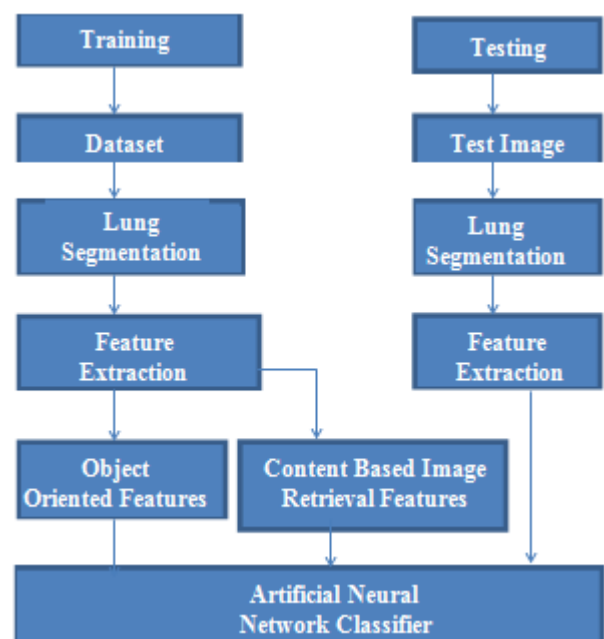 Training
Testing
Dataset
Test Image
Lung
Segmentation
Lung
Segmentation
Feature
Extraction
Feature
Extraction
Object
Oriented Features
Content Based Image
Retrieval Features
Artificial Neural
Network Classifier